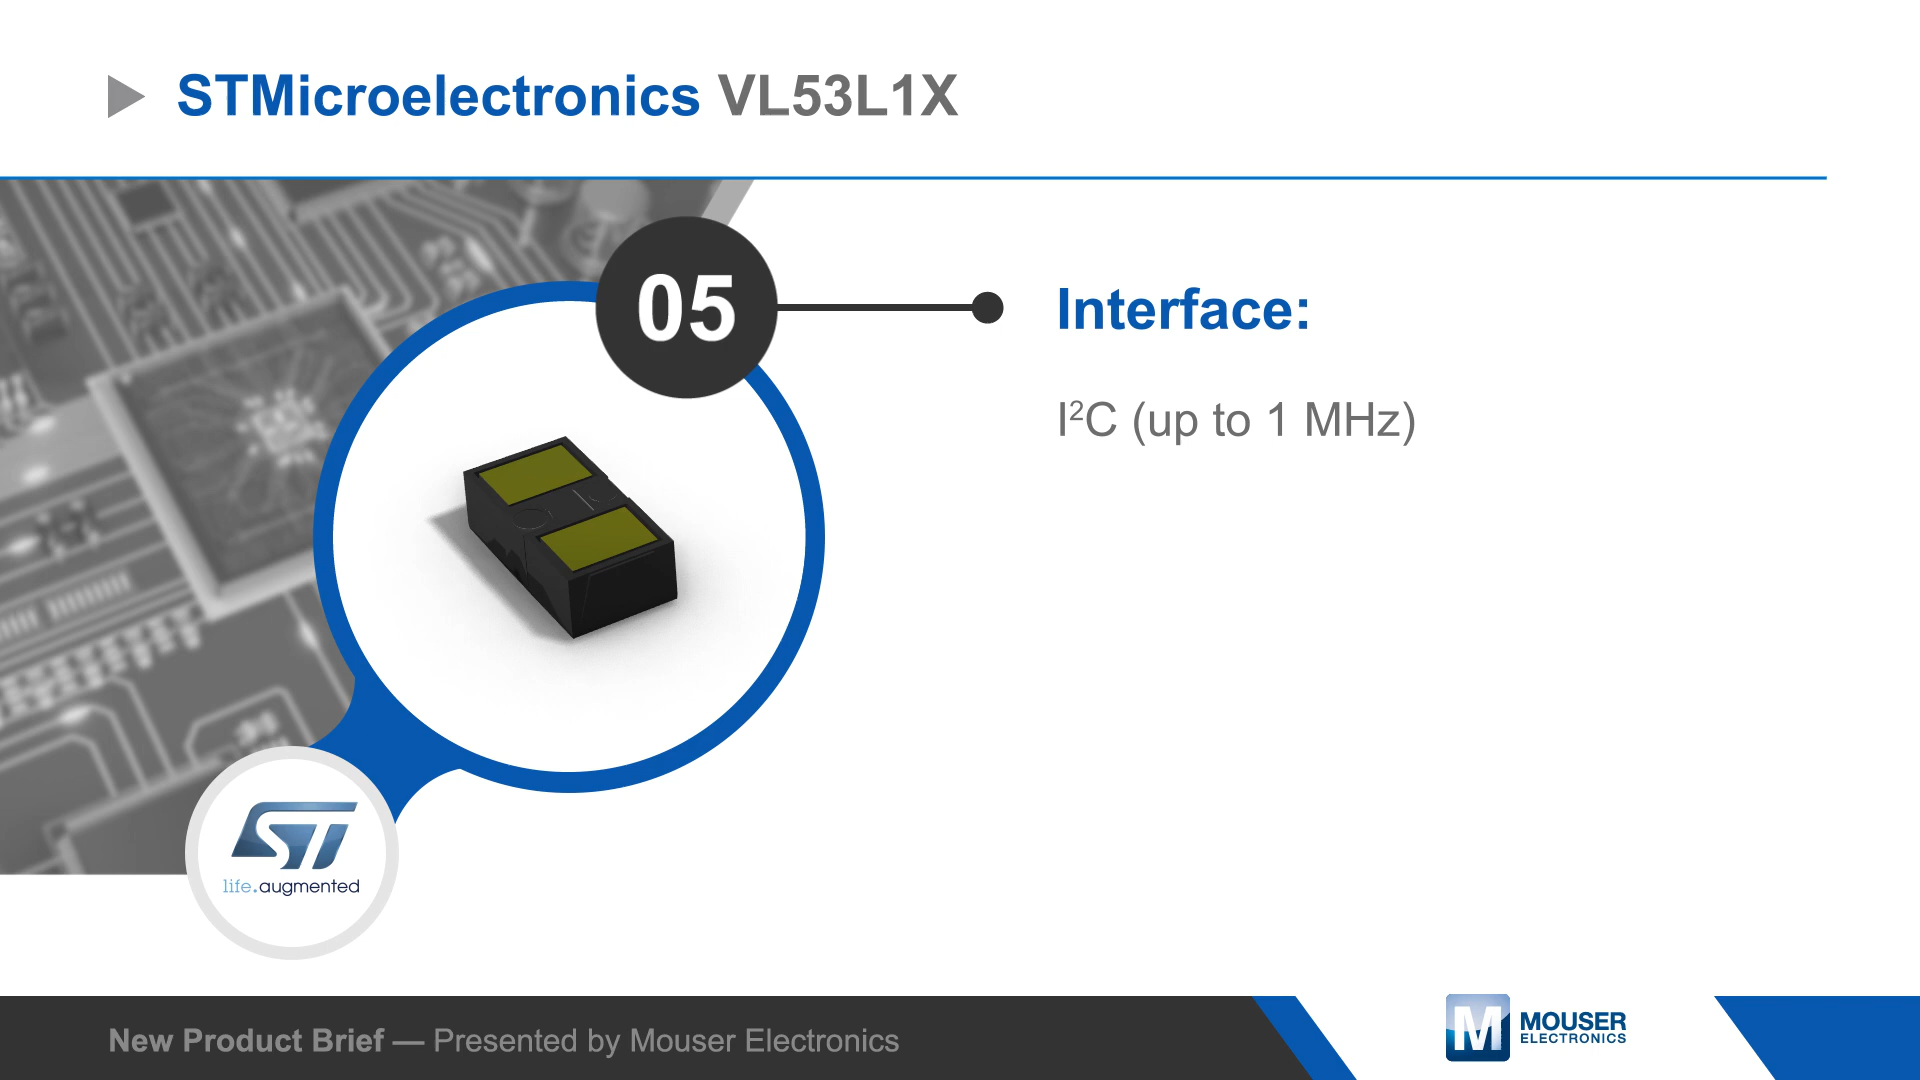 STMicroelectronics VL53L1X
05
Interface:
I²C (up to 1 MHz)
ST
life.augmented
New Product Brief — Presented by Mouser Electronics
M
MOUSER
ELECTRONICS